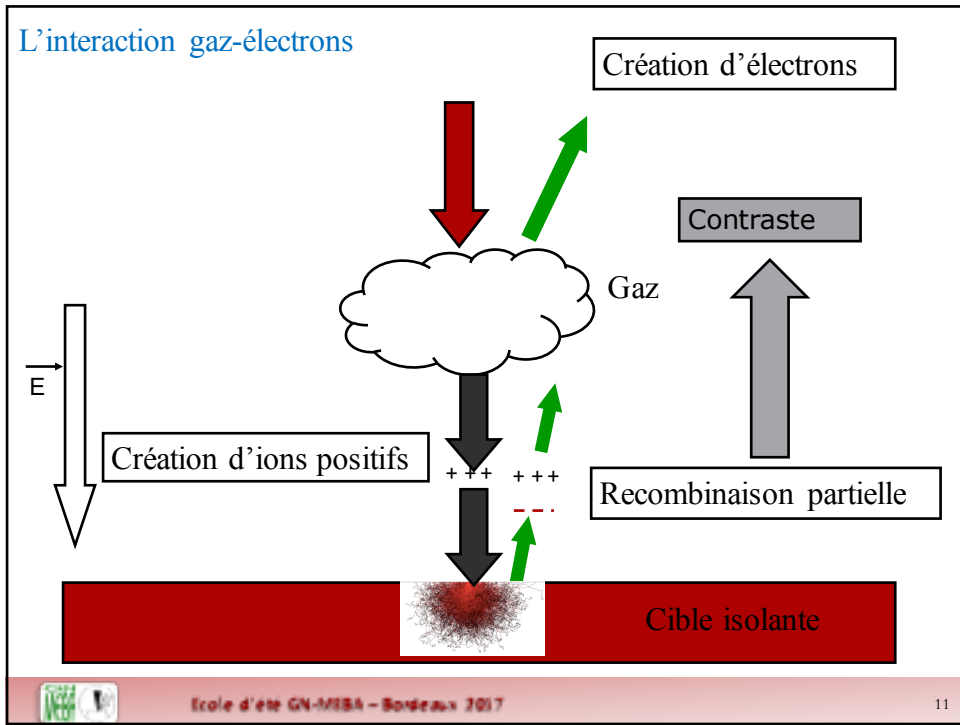 L’interaction gaz-électrons
Création d’électrons
Contraste
Gaz
E
Création d’ions positifs
+ + +
+ + +
Recombinaison partielle
Cible isolante
Ecole d'été GN-MEBA – Bordeaux 2017
11